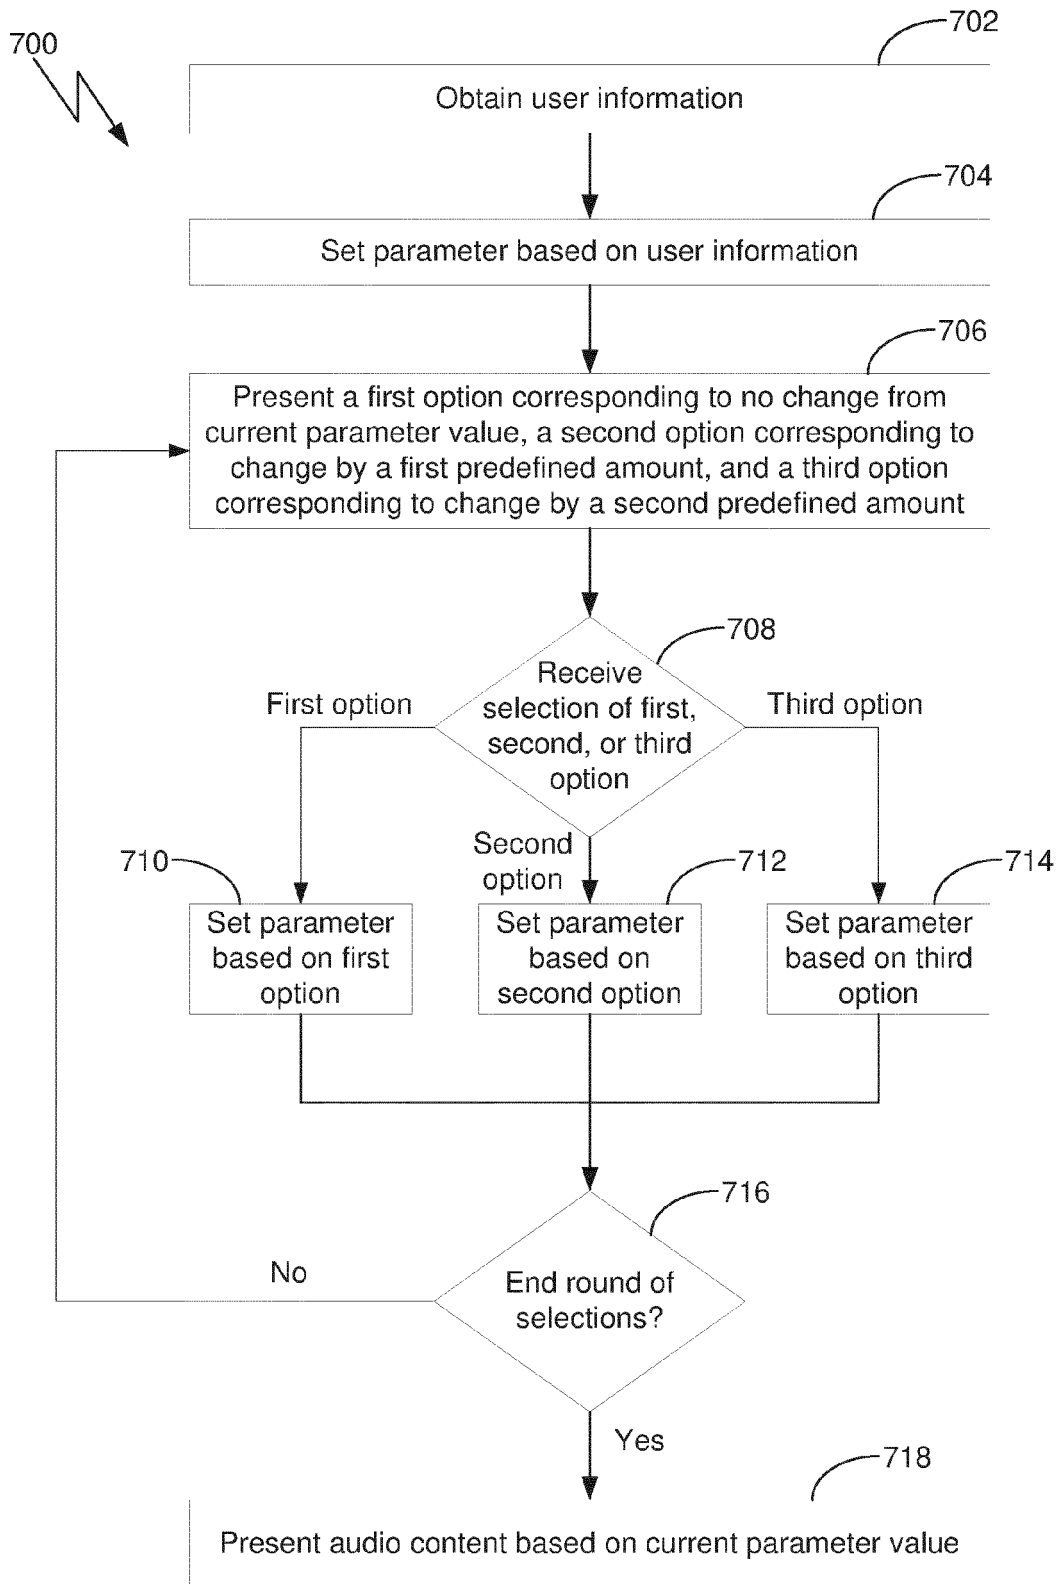 700
702
Obtain user information
704
Set parameter based on user information
706
Present a first option corresponding to no change from
current parameter value, a second option corresponding to
change by a first predefined amount, and a third option
corresponding to change by a second predefined amount
708
Receive
selection of first,
second, or third
option
First option
Third option
Second
option
710
712
714
Set parameter
based on first
option
Set parameter
based on
second option
Set parameter
based on third
option
716
End round of
selections?
No
Yes
718
Present audio content based on current parameter value